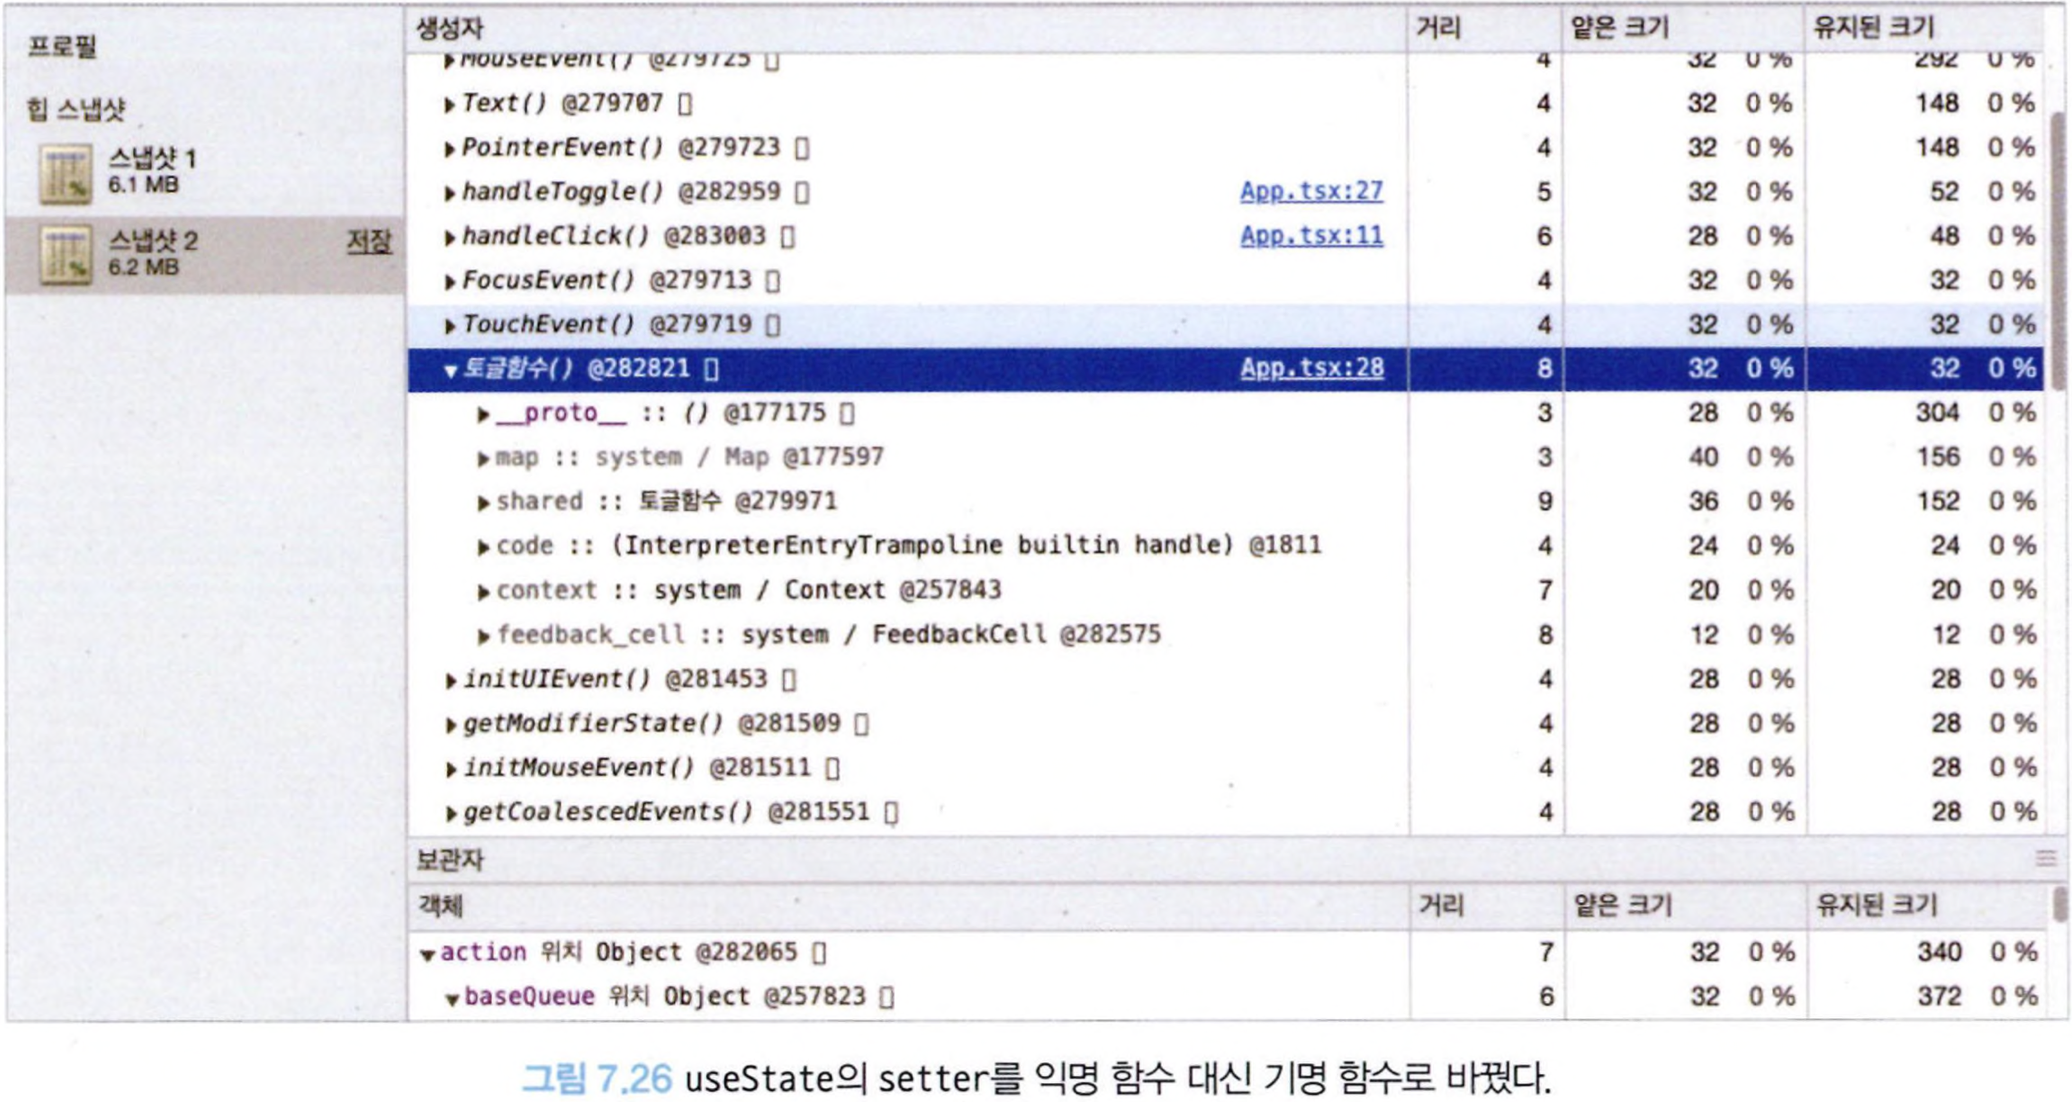 프로필
힙 스냅샷
스냅샷 1
6.1 MB
스냅샷 2 저장
6.2 MB
생성자 거리 얕은 크기 유지된 크기
▶MouseEvent() @279725 4 32 0 % 292 0 %
▶Text() @279707 4 32 0 % 148 0 %
▶PointerEvent() @279723 4 32 0 % 148 0 %
▶handleToggle() @282959 App.tsx:27 5 32 0 % 52 0 %
▶handleClick() @283003 App.tsx:11 6 28 0 % 48 0 %
▶FocusEvent() @279713 4 32 0 % 32 0 %
▶TouchEvent() @279719 4 32 0 % 32 0 %
▼토글함수() @282821 App.tsx:28 8 32 0 % 32 0 %
▶__proto__ :: () @177175 3 28 0 % 304 0 %
▶map :: system / Map @177597 3 40 0 % 156 0 %
▶shared :: 토글함수 @279971 9 36 0 % 152 0 %
▶code :: (InterpreterEntryTrampoline builtin handle) @1811 4 24 0 % 24 0 %
▶context :: system / Context @257843 7 20 0 % 20 0 %
▶feedback_cell :: system / FeedbackCell @282575 8 12 0 % 12 0 %
▶initUIEvent() @281453 4 28 0 % 28 0 %
▶getModifierState() @281509 4 28 0 % 28 0 %
▶initMouseEvent() @281511 4 28 0 % 28 0 %
▶getCoalescedEvents() @281551 4 28 0 % 28 0 %
보관자
객체 거리 얕은 크기 유지된 크기
▼action 위치 Object @282065 7 32 0 % 340 0 %
▼baseQueue 위치 Object @257823 6 32 0 % 372 0 %
그림 7.26 useState의 setter를 익명 함수 대신 기명 함수로 바꿨다.